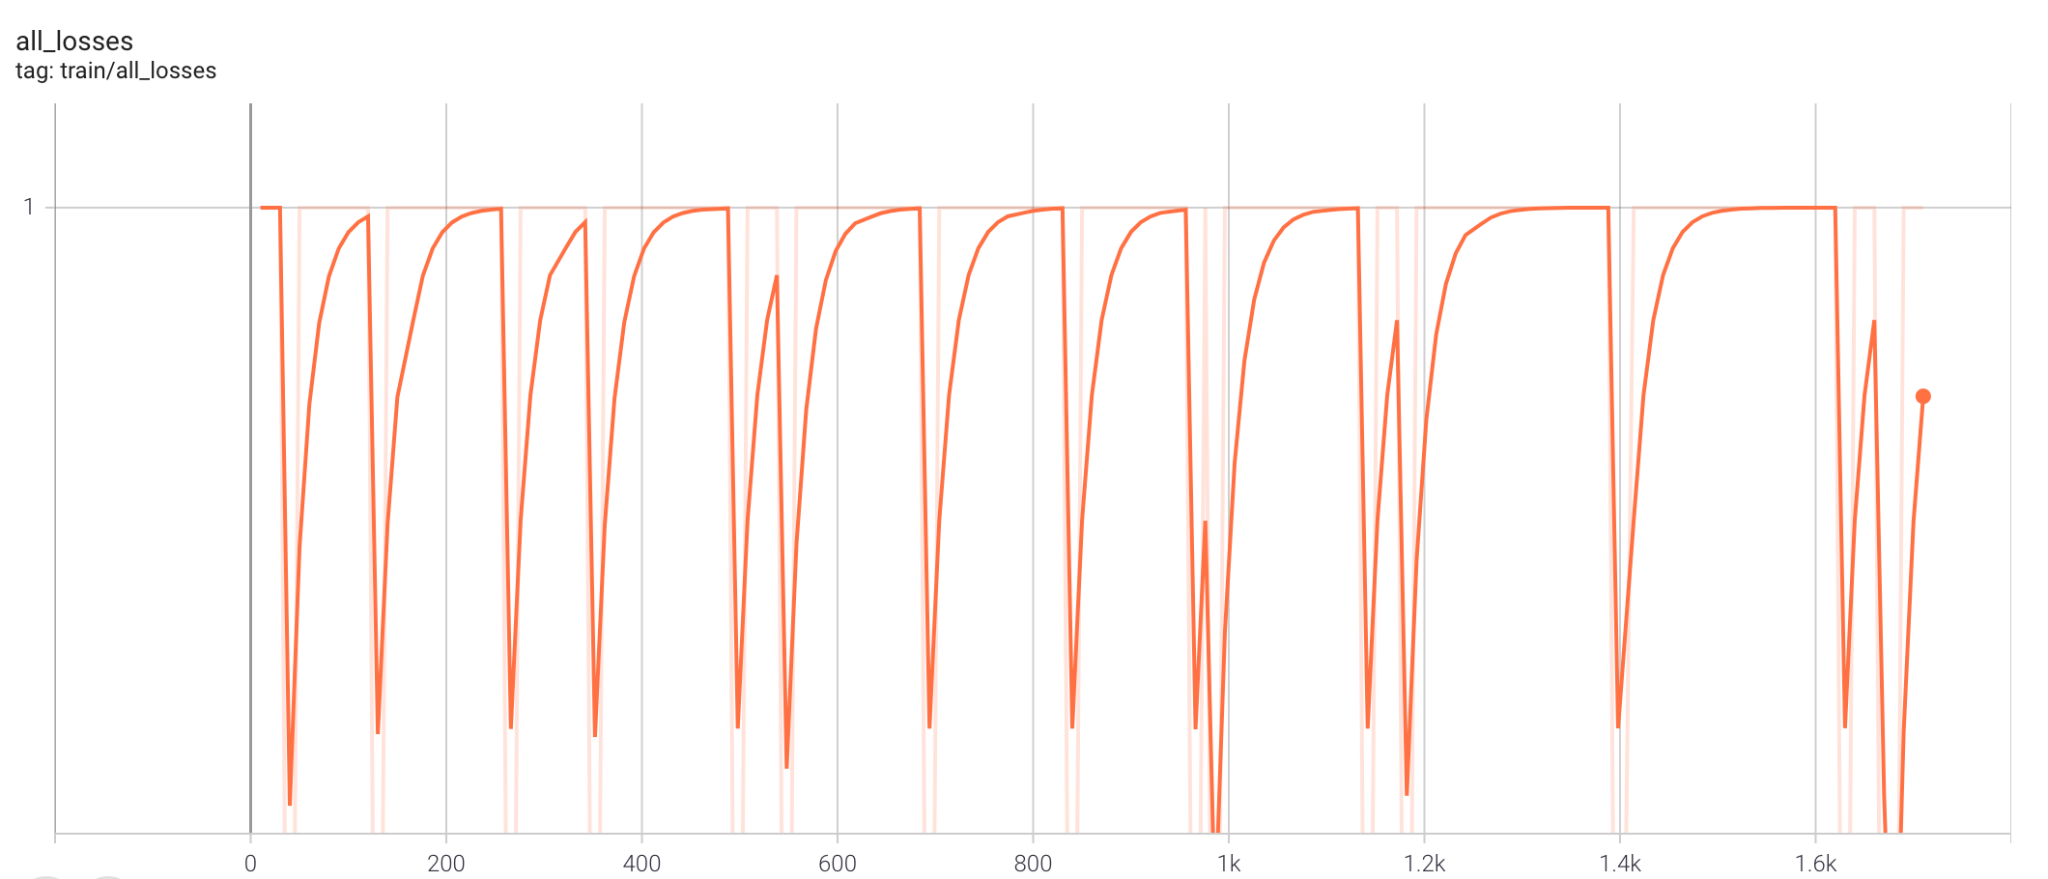 all_losses
tag: train/all_losses
1
0 200 400 600 800 1k 1.2k 1.4k 1.6k